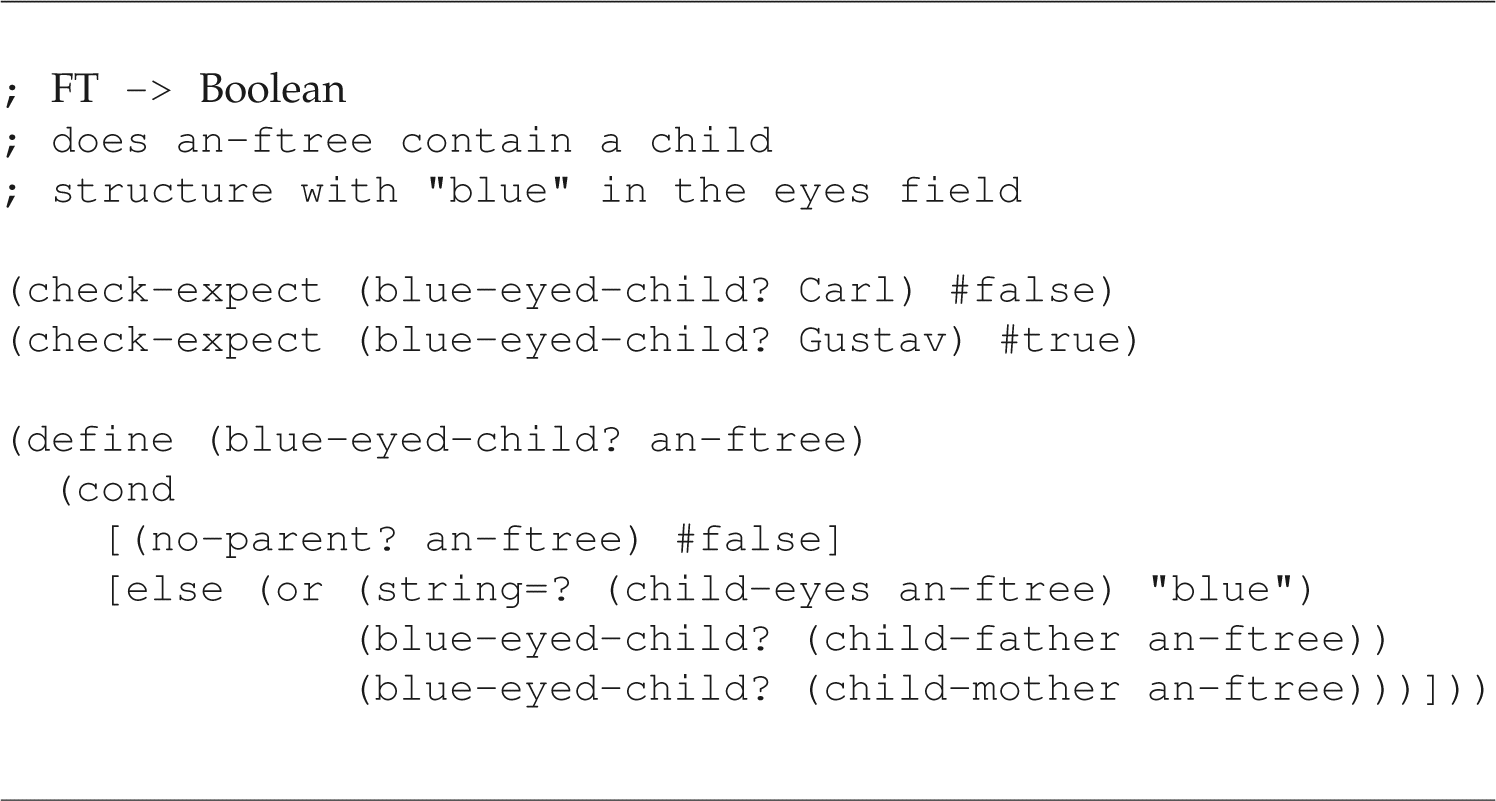 ; FT -> Boolean
; does an-ftree contain a child
; structure with "blue" in the eyes field
(check-expect (blue-eyed-child? Carl) #false)
(check-expect (blue-eyed-child? Gustav) #true)
(define (blue-eyed-child? an-ftree)
  (cond
    [(no-parent? an-ftree) #false]
    [else (or (string=? (child-eyes an-ftree) "blue")
              (blue-eyed-child? (child-father an-ftree))
              (blue-eyed-child? (child-mother an-ftree)))]))